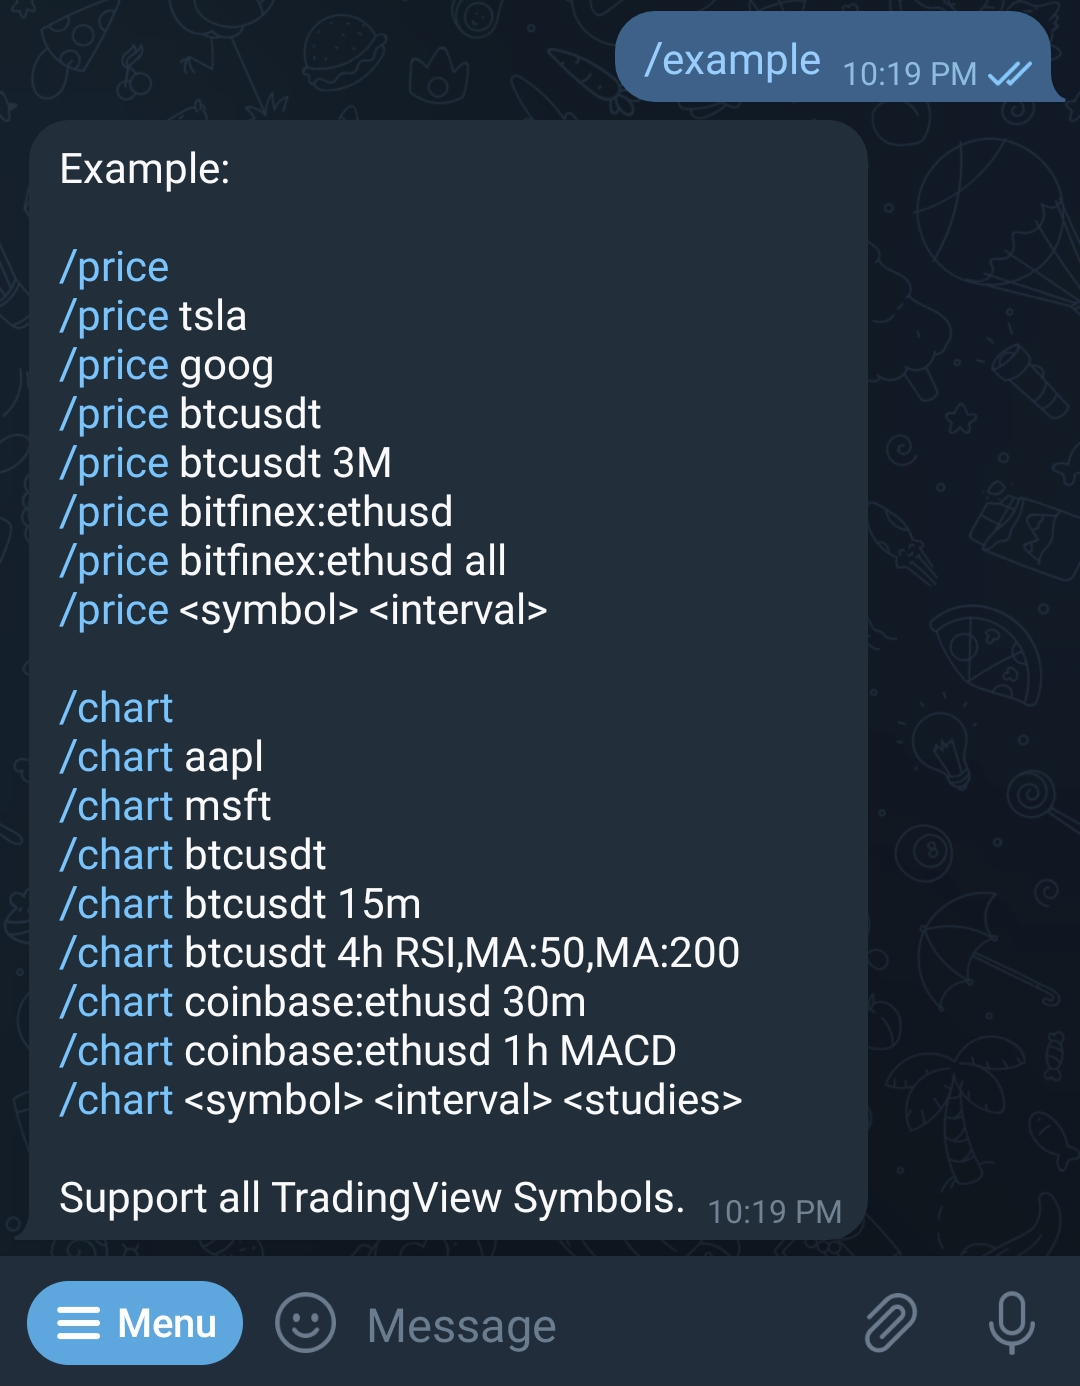 /example 10:19 PM
Example:
/price
/price tsla
/price goog
/price btcusdt
/price btcusdt 3M
/price bitfinex:ethusd
/price bitfinex:ethusd all
/price <symbol> <interval>
/chart
/chart aapl
/chart msft
/chart btcusdt
/chart btcusdt 15m
/chart btcusdt 4h RSI,MA:50,MA:200
/chart coinbase:ethusd 30m
/chart coinbase:ethusd 1h MACD
/chart <symbol> <interval> <studies>
Support all TradingView Symbols. 10:19 PM
Menu Message